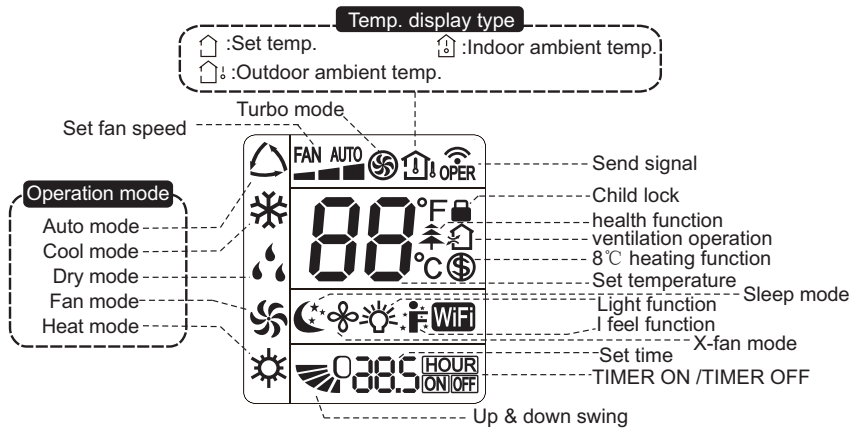 Temp. display type
:Set temp.
:Indoor ambient temp.
:Outdoor ambient temp.
Turbo mode
Set fan speed
FAN AUTO
OPER
Send signal
Operation mode
Auto mode
Cool mode
Dry mode
Fan mode
Heat mode
88
°F
°C
Child lock
health function
ventilation operation
8℃ heating function
Set temperature
Sleep mode
Light function
WiFi
I feel function
X-fan mode
Set time
088.5
HOUR
ON OFF
TIMER ON /TIMER OFF
Up & down swing